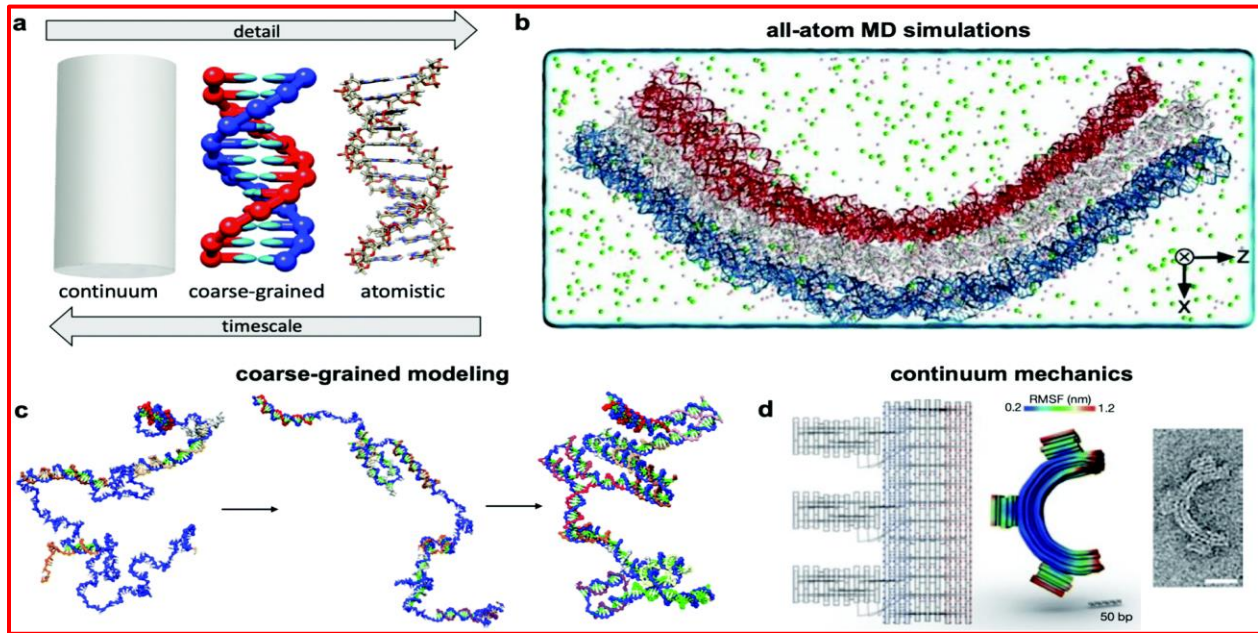 a
detail
continuum
coarse-grained
atomistic
timescale
b
all-atom MD simulations
Z
X
coarse-grained modeling
c
continuum mechanics
d
RMSF (nm)
0.2
1.2
50 bp